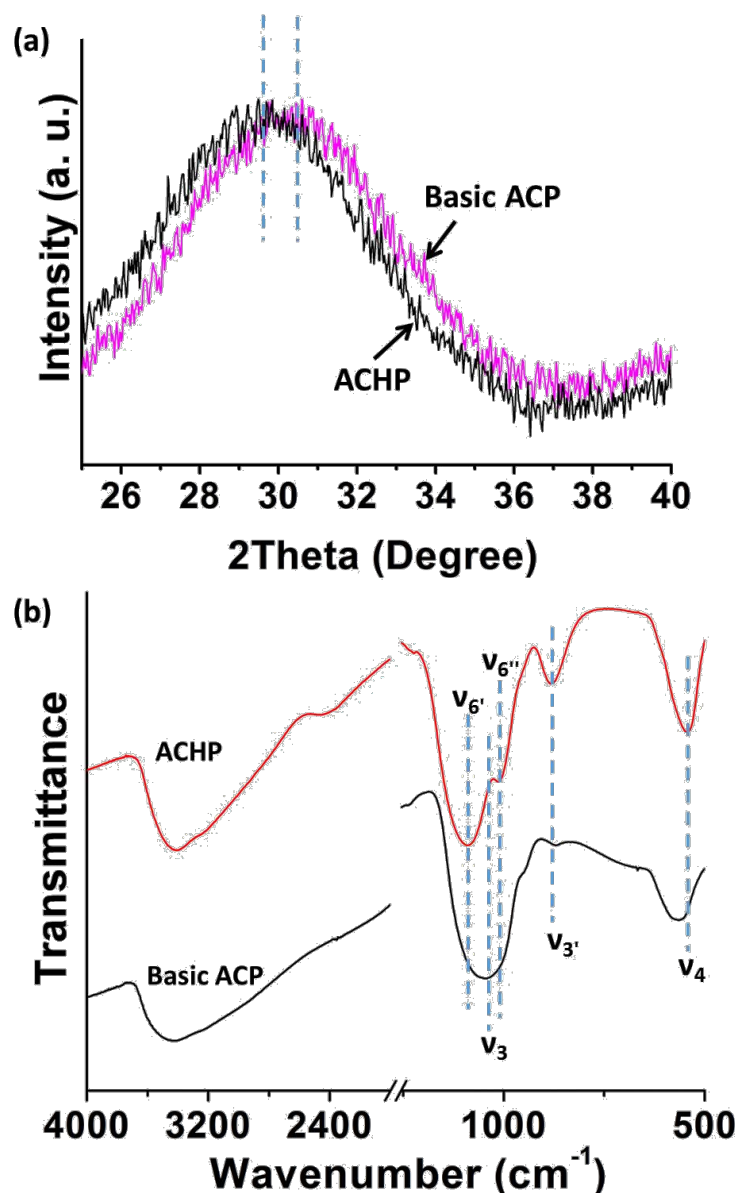 (a)
Intensity (a. u.)
Basic ACP
ACHP
26 28 30 32 34 36 38 40
2Theta (Degree)
(b)
Transmittance
ACHP
Basic ACP
ν6'
ν6"
ν3
ν3'
ν4
4000 3200 2400 1000 500
Wavenumber (cm-1)